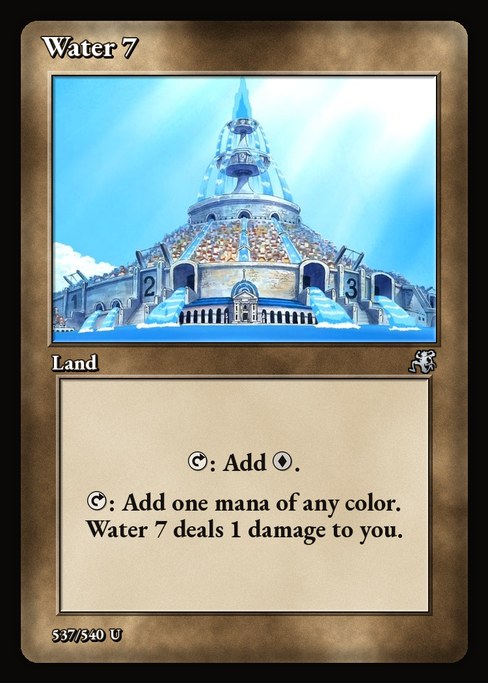 Water 7
1 2 3
Land
: Add .
: Add one mana of any color.
Water 7 deals 1 damage to you.
537/540 U